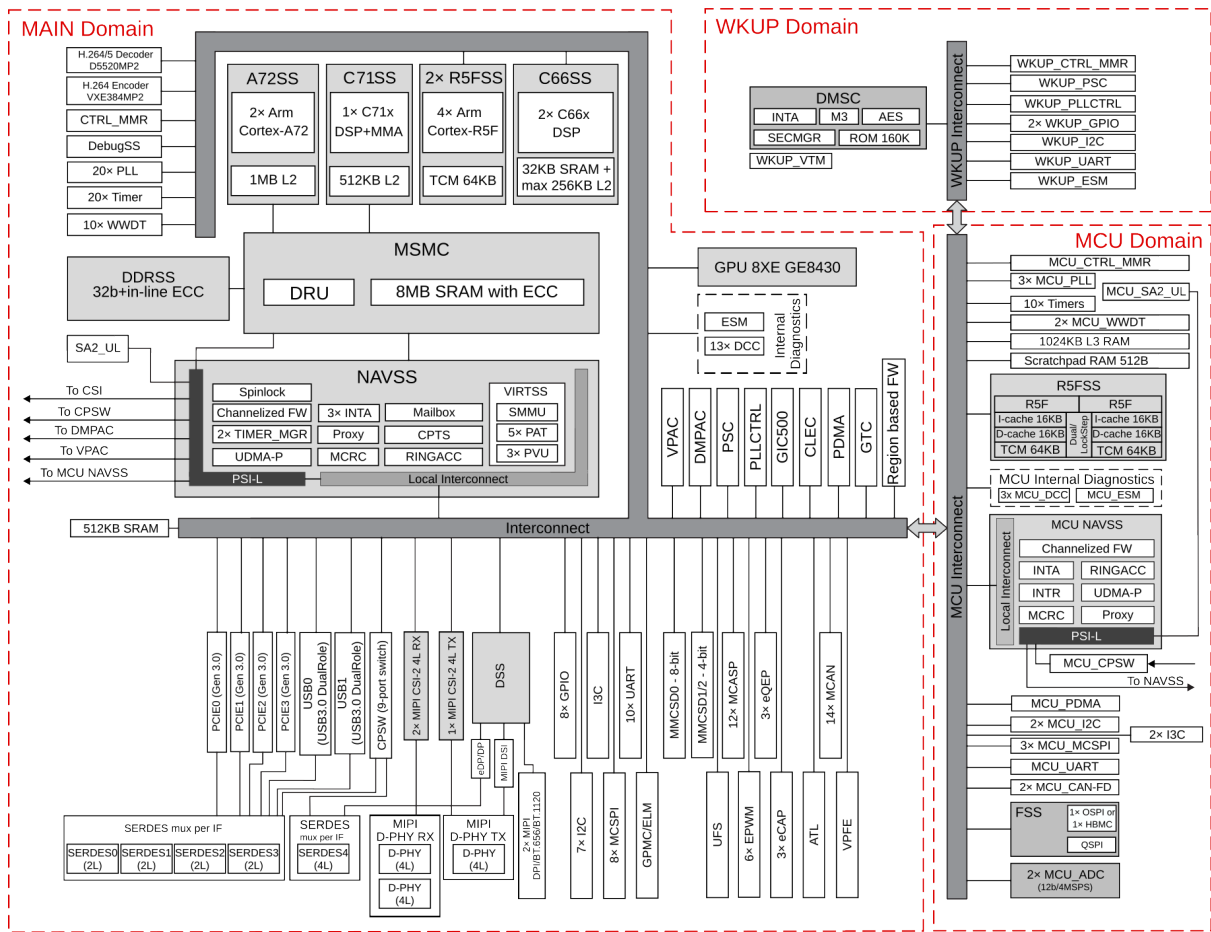 MAIN Domain
H.264/5 Decoder
D5520MP2
H.264 Encoder
VXE384MP2
CTRL_MMR
DebugSS
20× PLL
20× Timer
10× WWDT
A72SS
2× Arm
Cortex-A72
1MB L2
C71SS
1× C71x
DSP+MMA
512KB L2
2× R5FSS
4× Arm
Cortex-R5F
TCM 64KB
C66SS
2× C66x
DSP
32KB SRAM +
max 256KB L2
MSMC
DRU
8MB SRAM with ECC
DDRSS
32b+in-line ECC
GPU 8XE GE8430
ESM
13× DCC
Internal
Diagnostics
SA2_UL
To CSI
To CPSW
To DMPAC
To VPAC
To MCU NAVSS
NAVSS
Spinlock
Channelized FW
2× TIMER_MGR
UDMA-P
3× INTA
Proxy
MCRC
Mailbox
CPTS
RINGACC
VIRTSS
SMMU
5× PAT
3× PVU
PSI-L
Local Interconnect
VPAC
DMPAC
PSC
PLLCTRL
GIC500
CLEC
PDMA
GTC
Region based FW
512KB SRAM
Interconnect
PCIE0 (Gen 3.0)
PCIE1 (Gen 3.0)
PCIE2 (Gen 3.0)
PCIE3 (Gen 3.0)
USB0
(USB3.0 DualRole)
USB1
(USB3.0 DualRole)
CPSW (9-port switch)
2× MIPI CSI-2 4L RX
1× MIPI CSI-2 4L TX
DSS
eDP/DP
MIPI DSI
2× MIPI
DPI/BT.656/BT.1120
8× GPIO
7× I2C
I3C
8× MCSPI
10× UART
GPMC/ELM
MMCSD0 - 8-bit
MMCSD1/2 - 4-bit
UFS
12× MCASP
6× EPWM
3× eQEP
3× eCAP
ATL
14× MCAN
VPFE
SERDES mux per IF
SERDES0
(2L)
SERDES1
(2L)
SERDES2
(2L)
SERDES3
(2L)
SERDES
mux per IF
SERDES4
(4L)
MIPI
D-PHY RX
D-PHY
(4L)
D-PHY
(4L)
MIPI
D-PHY TX
D-PHY
(4L)
WKUP Domain
DMSC
INTA
M3
AES
SECMGR
ROM 160K
WKUP_VTM
WKUP Interconnect
WKUP_CTRL_MMR
WKUP_PSC
WKUP_PLLCTRL
2× WKUP_GPIO
WKUP_I2C
WKUP_UART
WKUP_ESM
MCU Domain
MCU Interconnect
MCU_CTRL_MMR
3× MCU_PLL
MCU_SA2_UL
10× Timers
2× MCU_WWDT
1024KB L3 RAM
Scratchpad RAM 512B
R5FSS
R5F
R5F
I-cache 16KB
D-cache 16KB
TCM 64KB
Dual/
LockStep
I-cache 16KB
D-cache 16KB
TCM 64KB
MCU Internal Diagnostics
3x MCU_DCC
MCU_ESM
MCU NAVSS
Local Interconnect
Channelized FW
INTA
RINGACC
INTR
UDMA-P
MCRC
Proxy
PSI-L
MCU_CPSW
To NAVSS
MCU_PDMA
2× MCU_I2C
2× I3C
3× MCU_MCSPI
MCU_UART
2× MCU_CAN-FD
FSS
1× OSPI or
1× HBMC
QSPI
2× MCU_ADC
(12b/4MSPS)